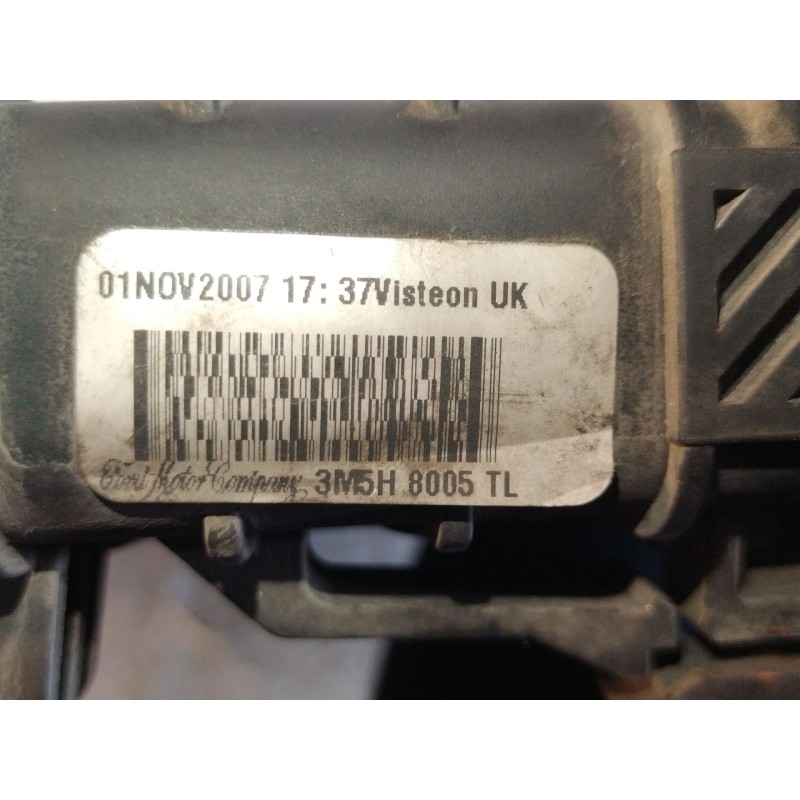 01NOV2007 17: 37Visteon UK
Ford Motor Company 3M5H 8005 TL